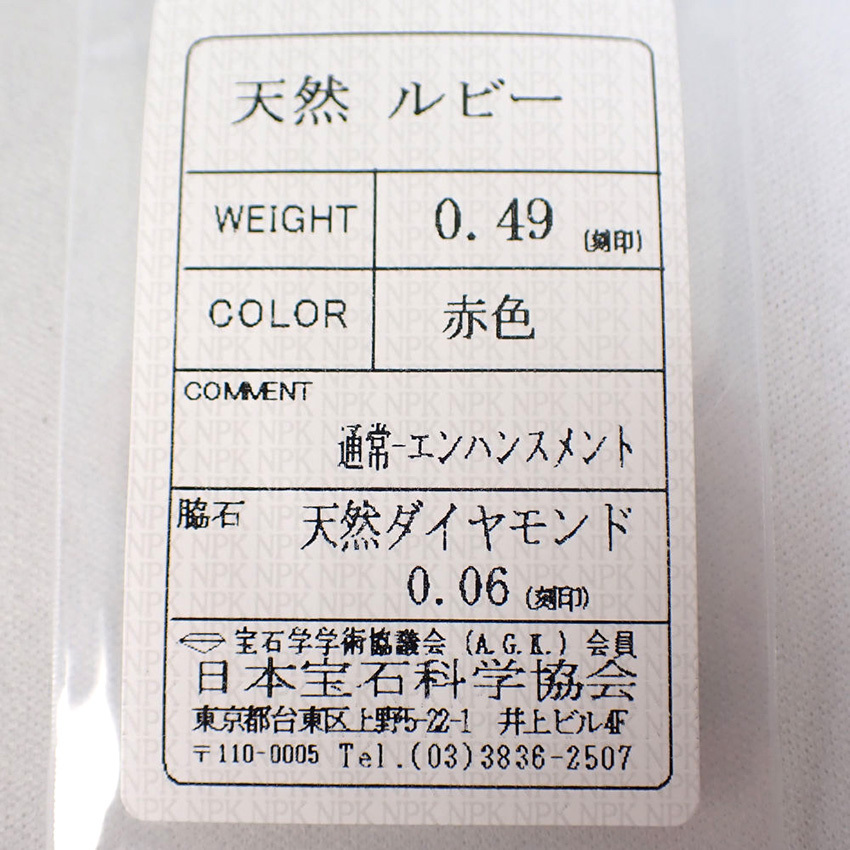 天然 ルビー
WEIGHT 0.49 (刻印)
COLOR 赤色
COMMENT
通常-エンハンスメント
脇石 天然ダイヤモンド
0.06 (刻印)
宝石学学術協議会 (A.G.K.) 会員
日本宝石科学協会
東京都台東区上野5-22-1 井上ビル4F
〒110-0005 Tel.(03)3836-2507